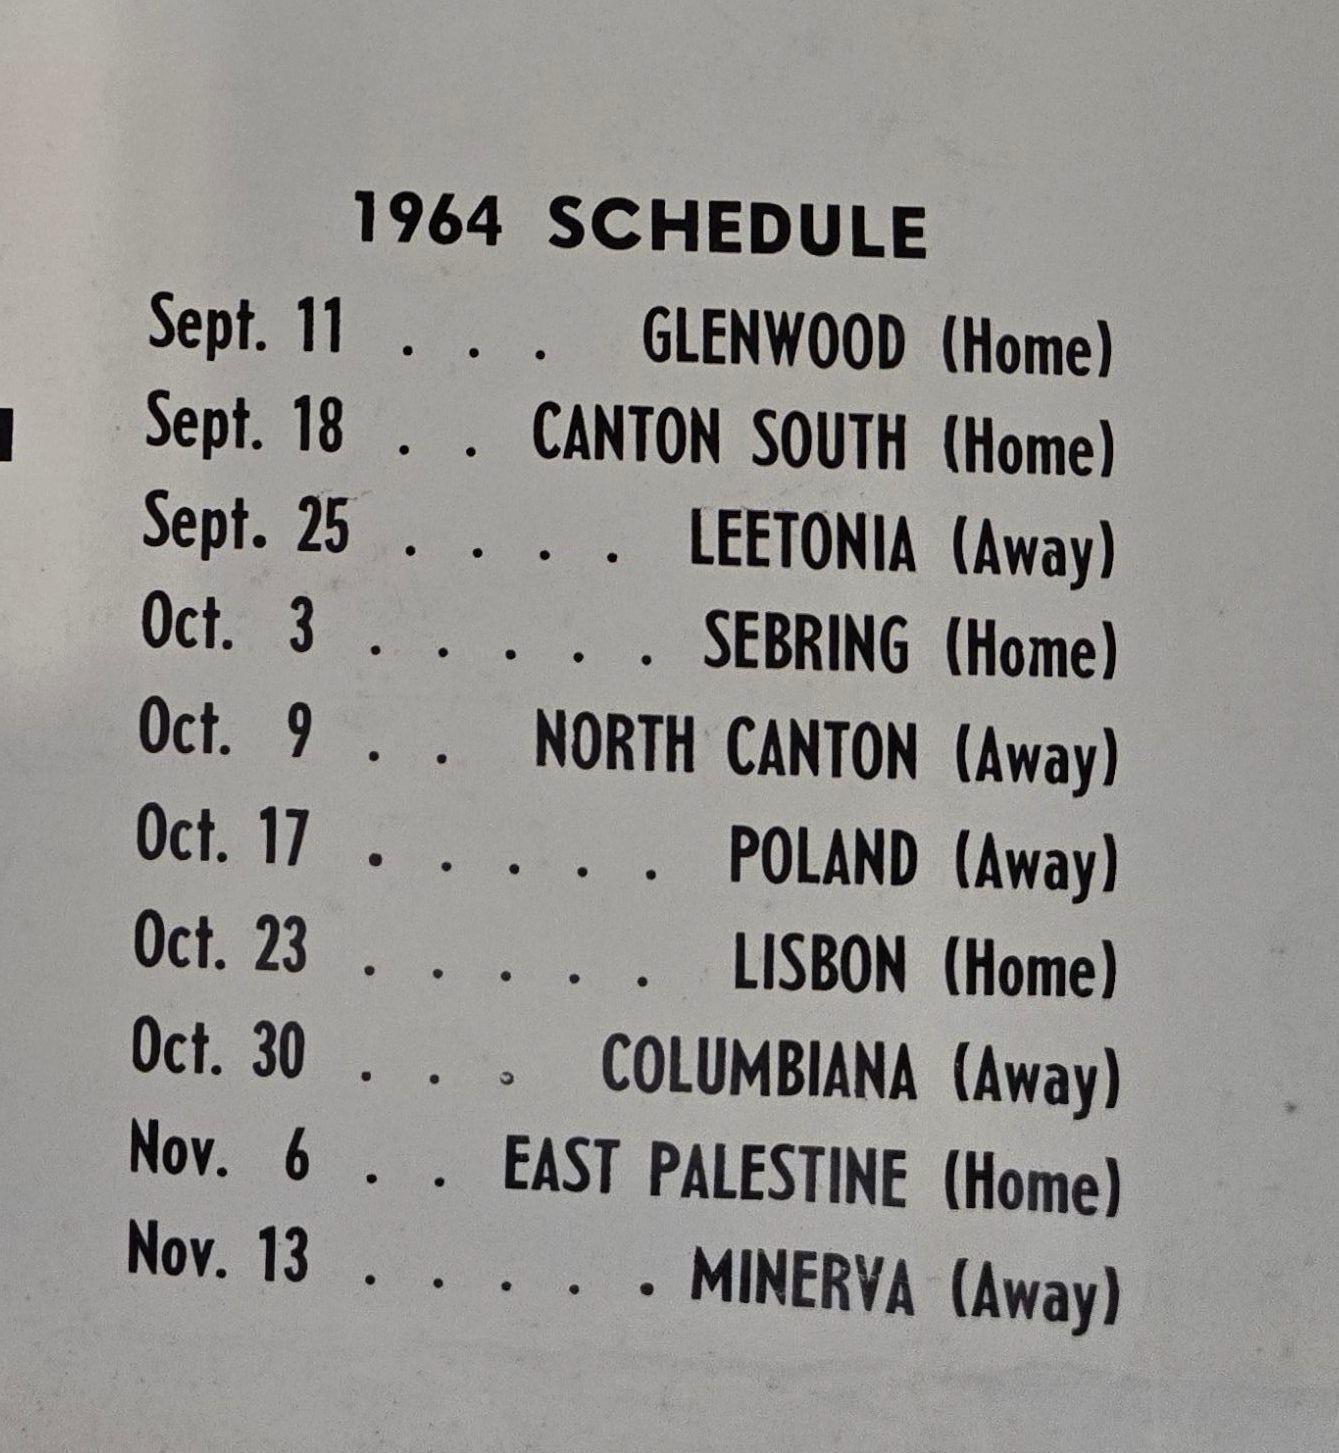 1964 SCHEDULE
Sept. 11 . . . GLENWOOD (Home)
Sept. 18 . . CANTON SOUTH (Home)
Sept. 25 . . . . LEETONIA (Away)
Oct. 3 . . . . . SEBRING (Home)
Oct. 9 . . NORTH CANTON (Away)
Oct. 17 . . . . . POLAND (Away)
Oct. 23 . . . . . LISBON (Home)
Oct. 30 . . . COLUMBIANA (Away)
Nov. 6 . . EAST PALESTINE (Home)
Nov. 13 . . . . . MINERVA (Away)